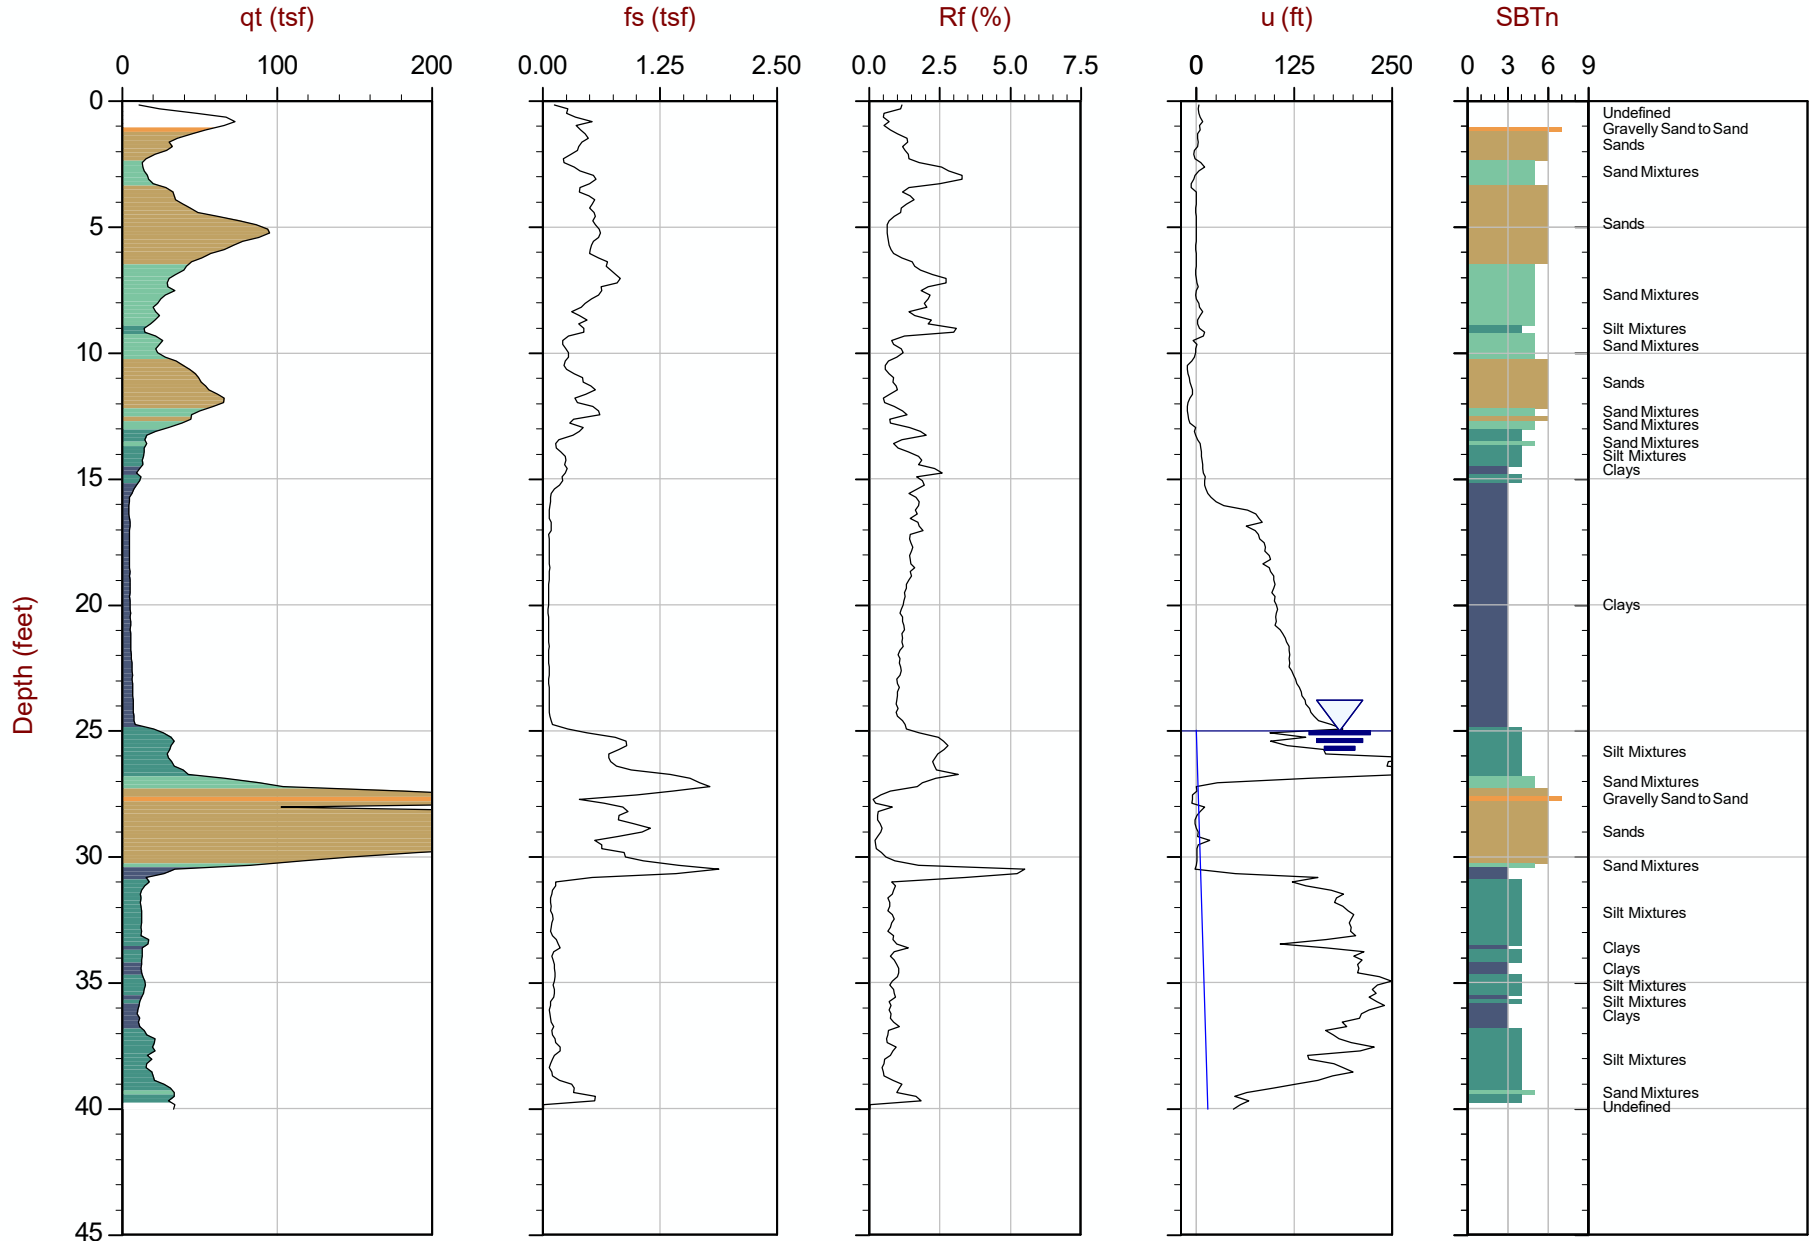 qt (tsf) fs (tsf) Rf (%) u (ft) SBTn
0 100 200 0.00 1.25 2.50 0.0 2.5 5.0 7.5 0 125 250 0 3 6 9
0
Undefined
Gravelly Sand to Sand
Sands
Sand Mixtures
5 Sands
Sand Mixtures
Silt Mixtures
10 Sand Mixtures
Sands
Sand Mixtures
Sand Mixtures
Sand Mixtures
Silt Mixtures
Clays
15
20 Clays
Depth (feet)
25
Silt Mixtures
Sand Mixtures
Gravelly Sand to Sand
Sands
30 Sand Mixtures
Silt Mixtures
Clays
Clays
35 Silt Mixtures
Silt Mixtures
Clays
Silt Mixtures
Sand Mixtures
40 Undefined
45